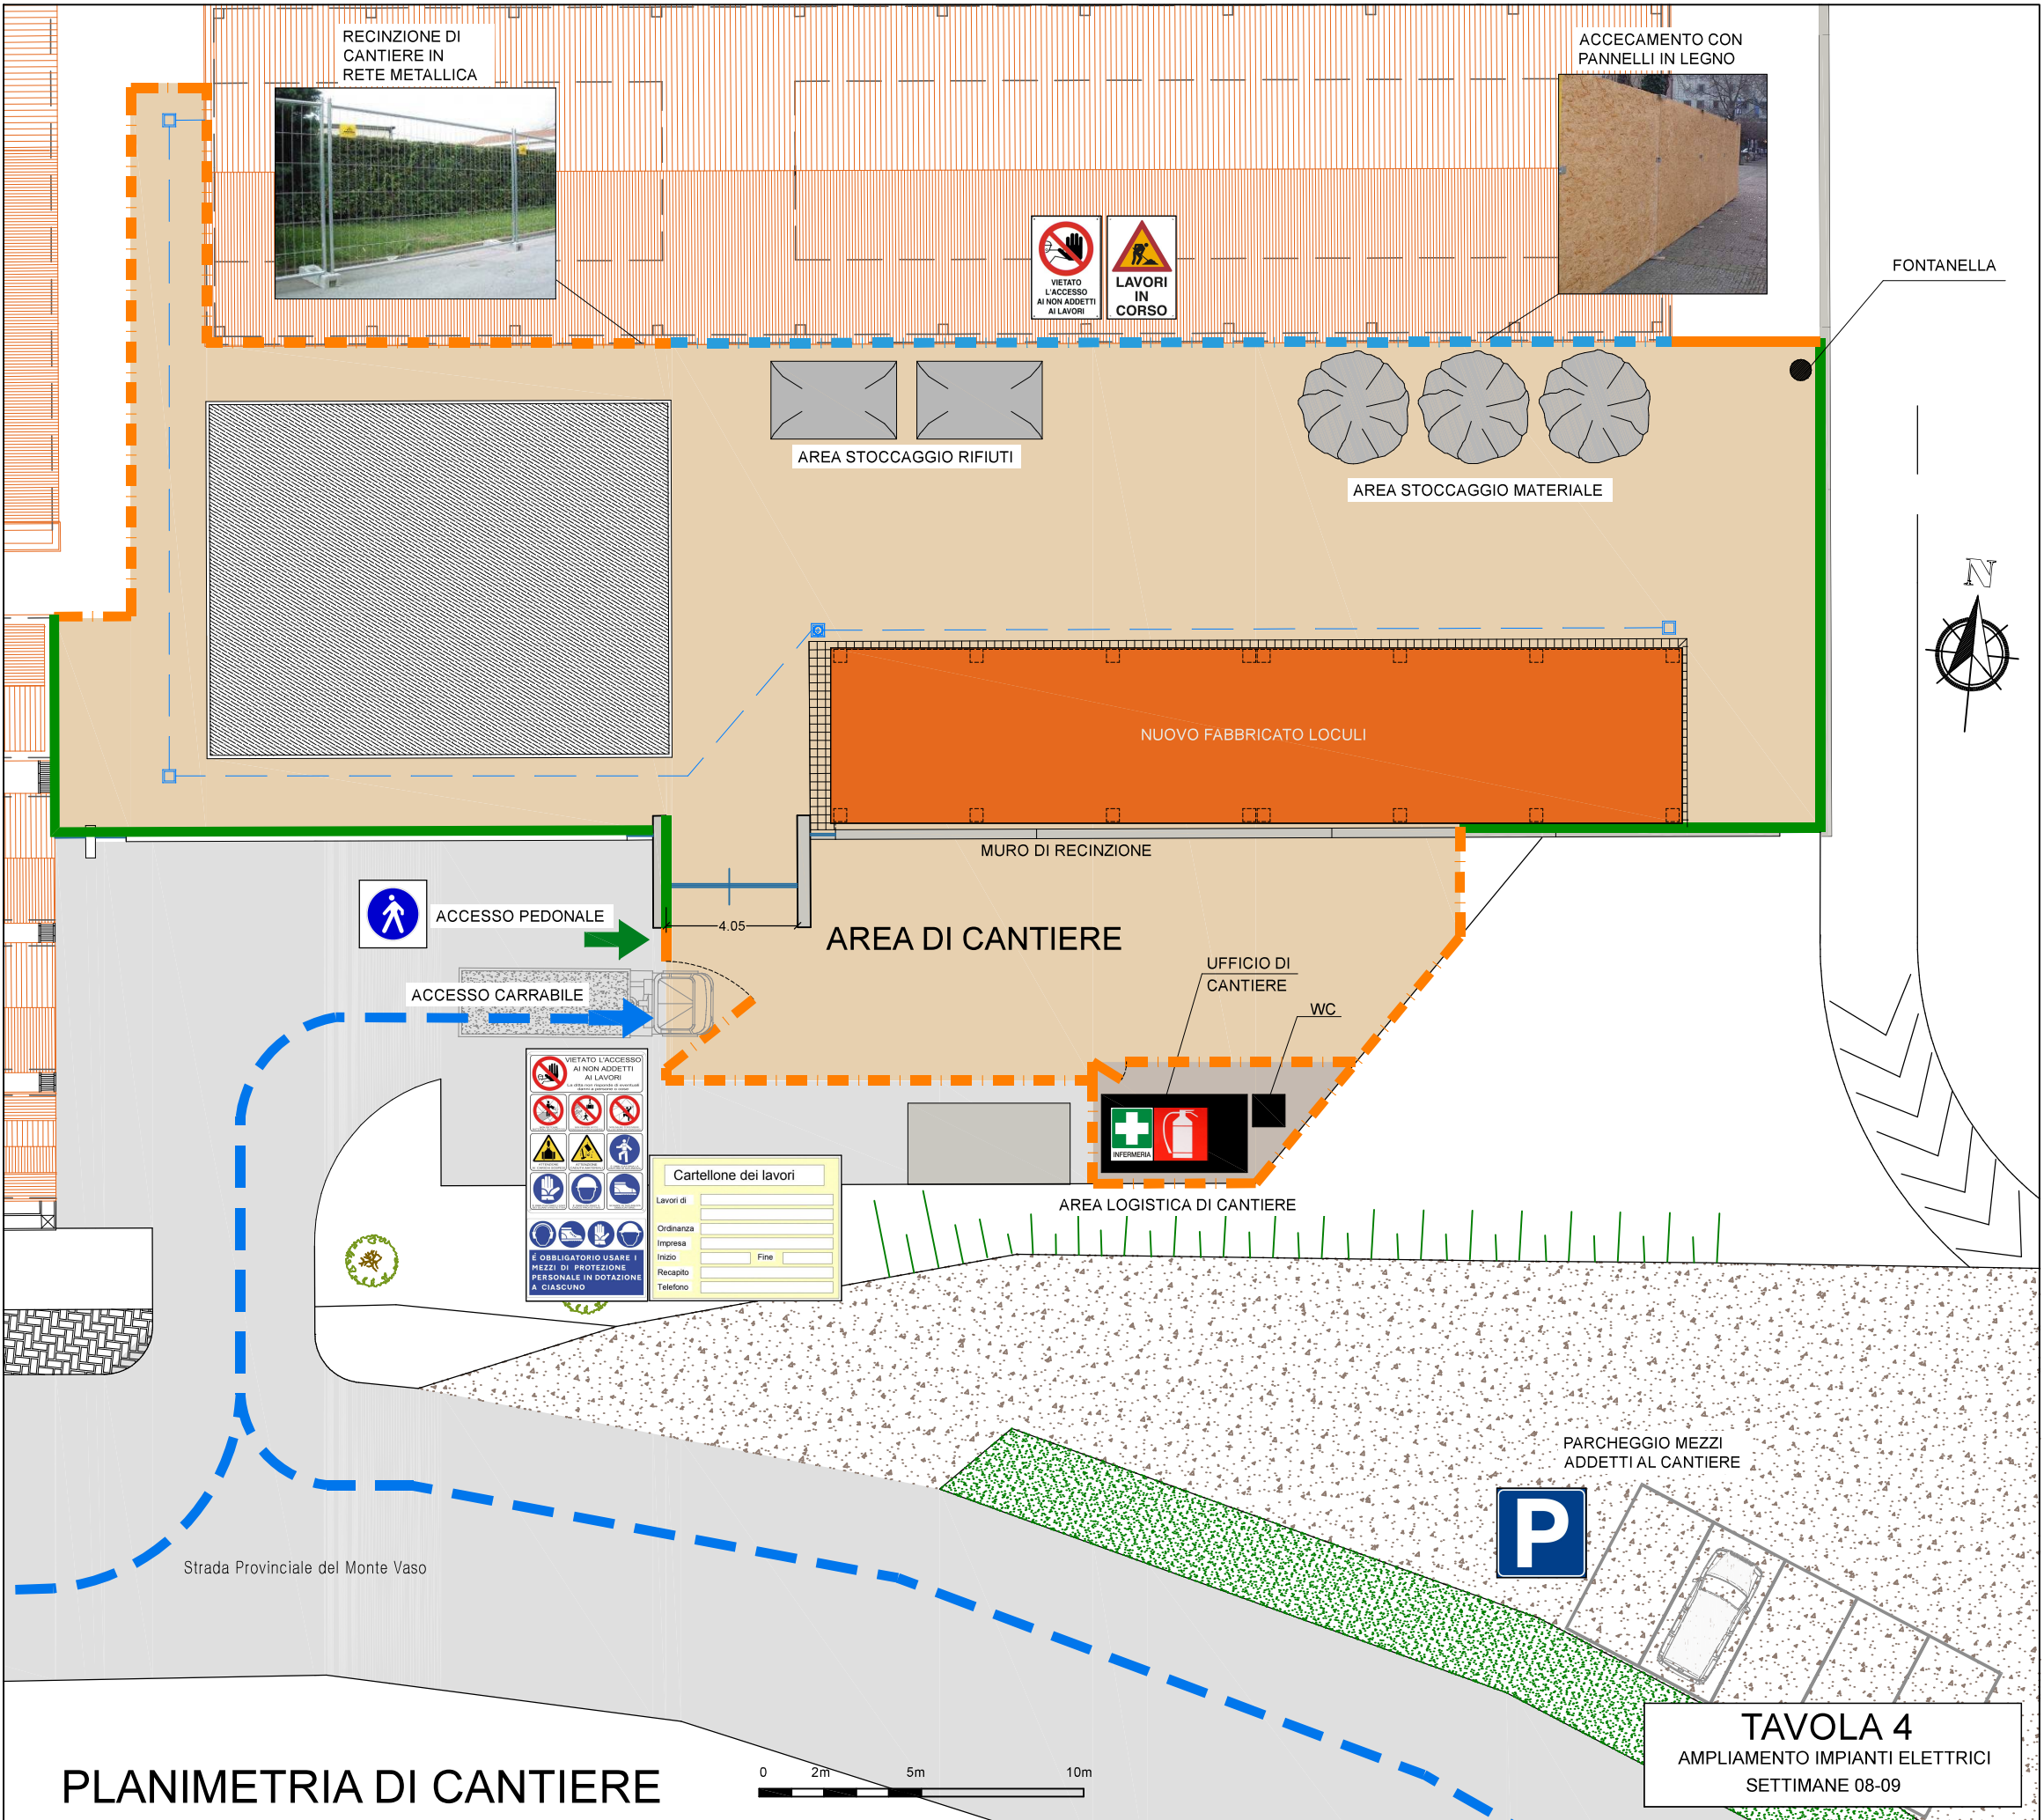 RECINZIONE DI
CANTIERE IN
RETE METALLICA
ACCECAMENTO CON
PANNELLI IN LEGNO
FONTANELLA
VIETATO
L'ACCESSO
AI NON ADDETTI
AI LAVORI
LAVORI
IN
CORSO
AREA STOCCAGGIO RIFIUTI
AREA STOCCAGGIO MATERIALE
N
NUOVO FABBRICATO LOCULI
MURO DI RECINZIONE
ACCESSO PEDONALE
4.05
AREA DI CANTIERE
UFFICIO DI
CANTIERE
WC
ACCESSO CARRABILE
VIETATO L'ACCESSO
AI NON ADDETTI
AI LAVORI
INFERMERIA
AREA LOGISTICA DI CANTIERE
Cartellone dei lavori
Lavori di
Ordinanza
Impresa
Inizio
Fine
Recapito
Telefono
È OBBLIGATORIO USARE I
MEZZI DI PROTEZIONE
PERSONALE IN DOTAZIONE
A CIASCUNO
PARCHEGGIO MEZZI
ADDETTI AL CANTIERE
P
Strada Provinciale del Monte Vaso
PLANIMETRIA DI CANTIERE
0 2m 5m 10m
TAVOLA 4
AMPLIAMENTO IMPIANTI ELETTRICI
SETTIMANE 08-09